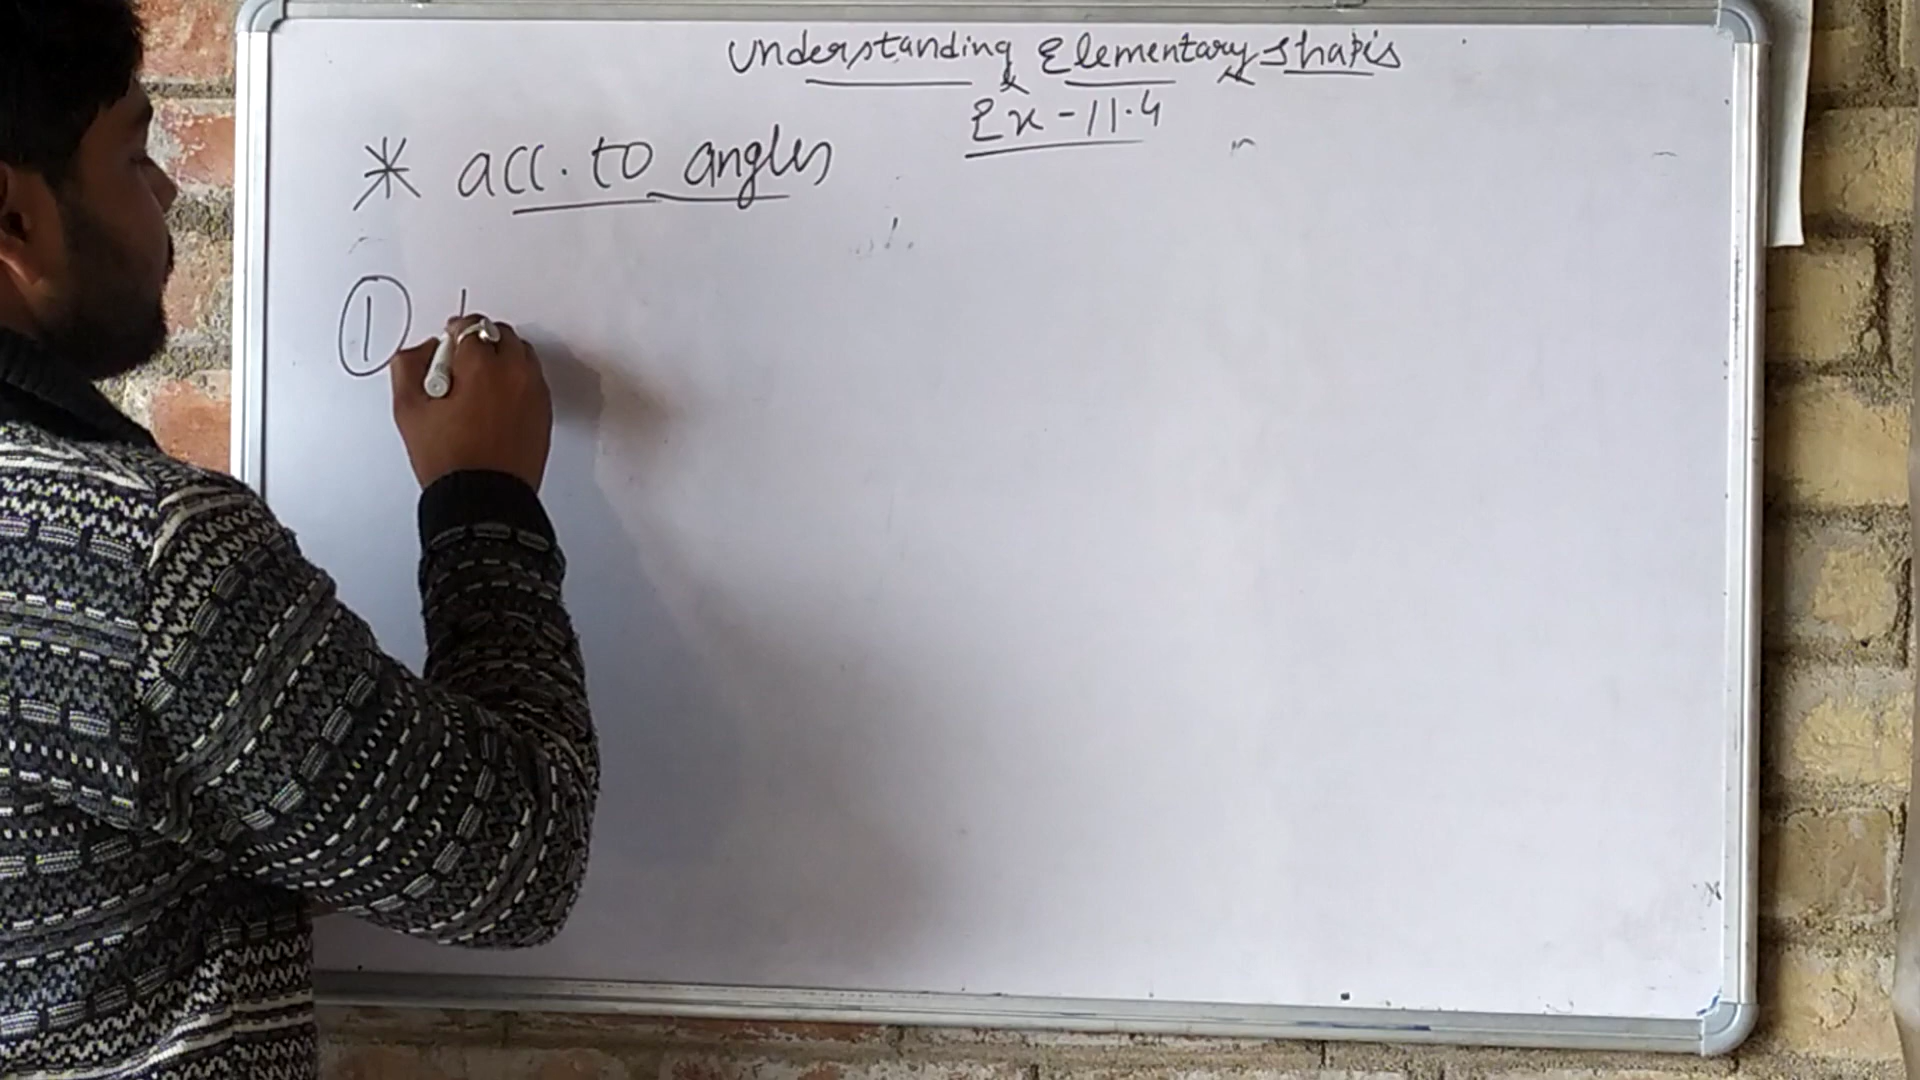 Understanding Elementary Shapes
Ex-11.4
* acc. to angles
①